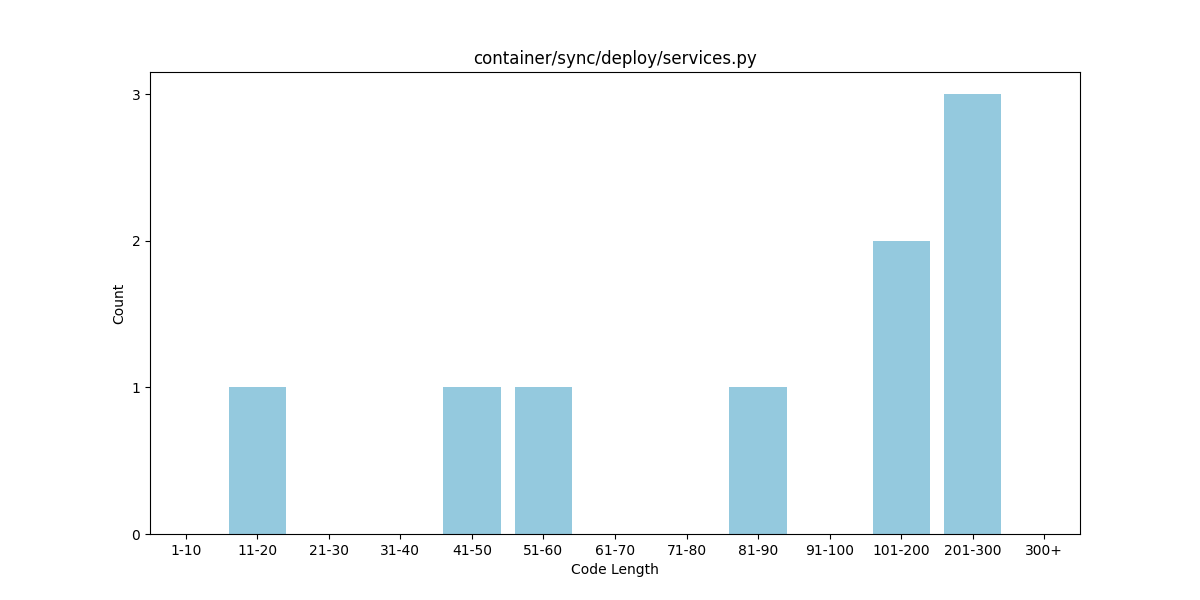 container/sync/deploy/services.py
3
2
1
0
Count
1-10 11-20 21-30 31-40 41-50 51-60 61-70 71-80 81-90 91-100 101-200 201-300 300+
Code Length